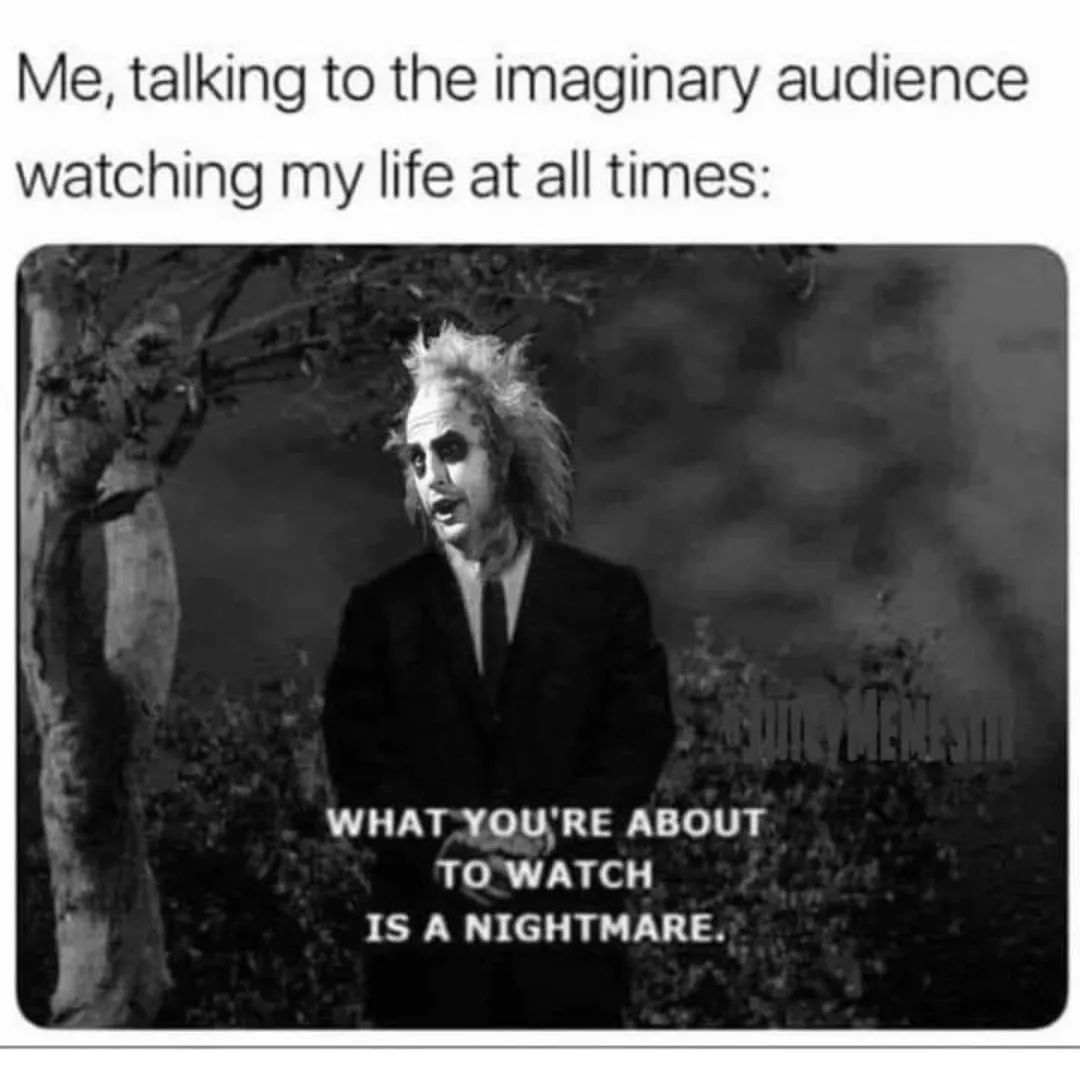 Me, talking to the imaginary audience
watching my life at all times:
WHAT YOU'RE ABOUT
TO WATCH
IS A NIGHTMARE.